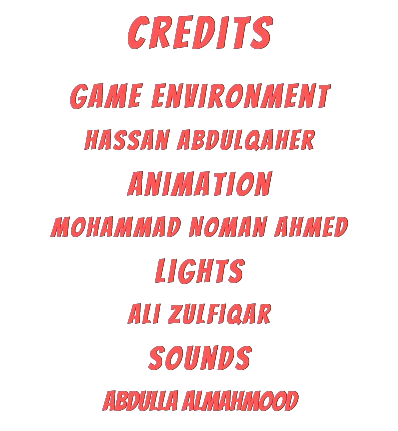 CREDITS
GAME ENVIRONMENT
HASSAN ABDULQAHER
ANIMATION
MOHAMMAD NOMAN AHMED
LIGHTS
ALI ZULFIQAR
SOUNDS
ABDULLA ALMAHMOOD